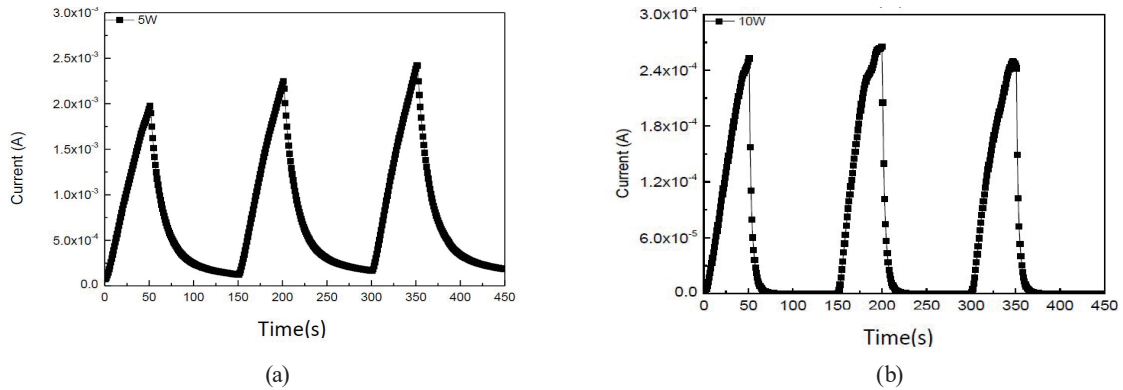 5W
3.0x10⁻³
2.5x10⁻³
2.0x10⁻³
1.5x10⁻³
1.0x10⁻³
5.0x10⁻⁴
0.0
Current (A)
0 50 100 150 200 250 300 350 400 450
Time(s)
(a)
10W
3.0x10⁻⁴
2.4x10⁻⁴
1.8x10⁻⁴
1.2x10⁻⁴
6.0x10⁻⁵
0.0
Current (A)
0 50 100 150 200 250 300 350 400 450
Time(s)
(b)